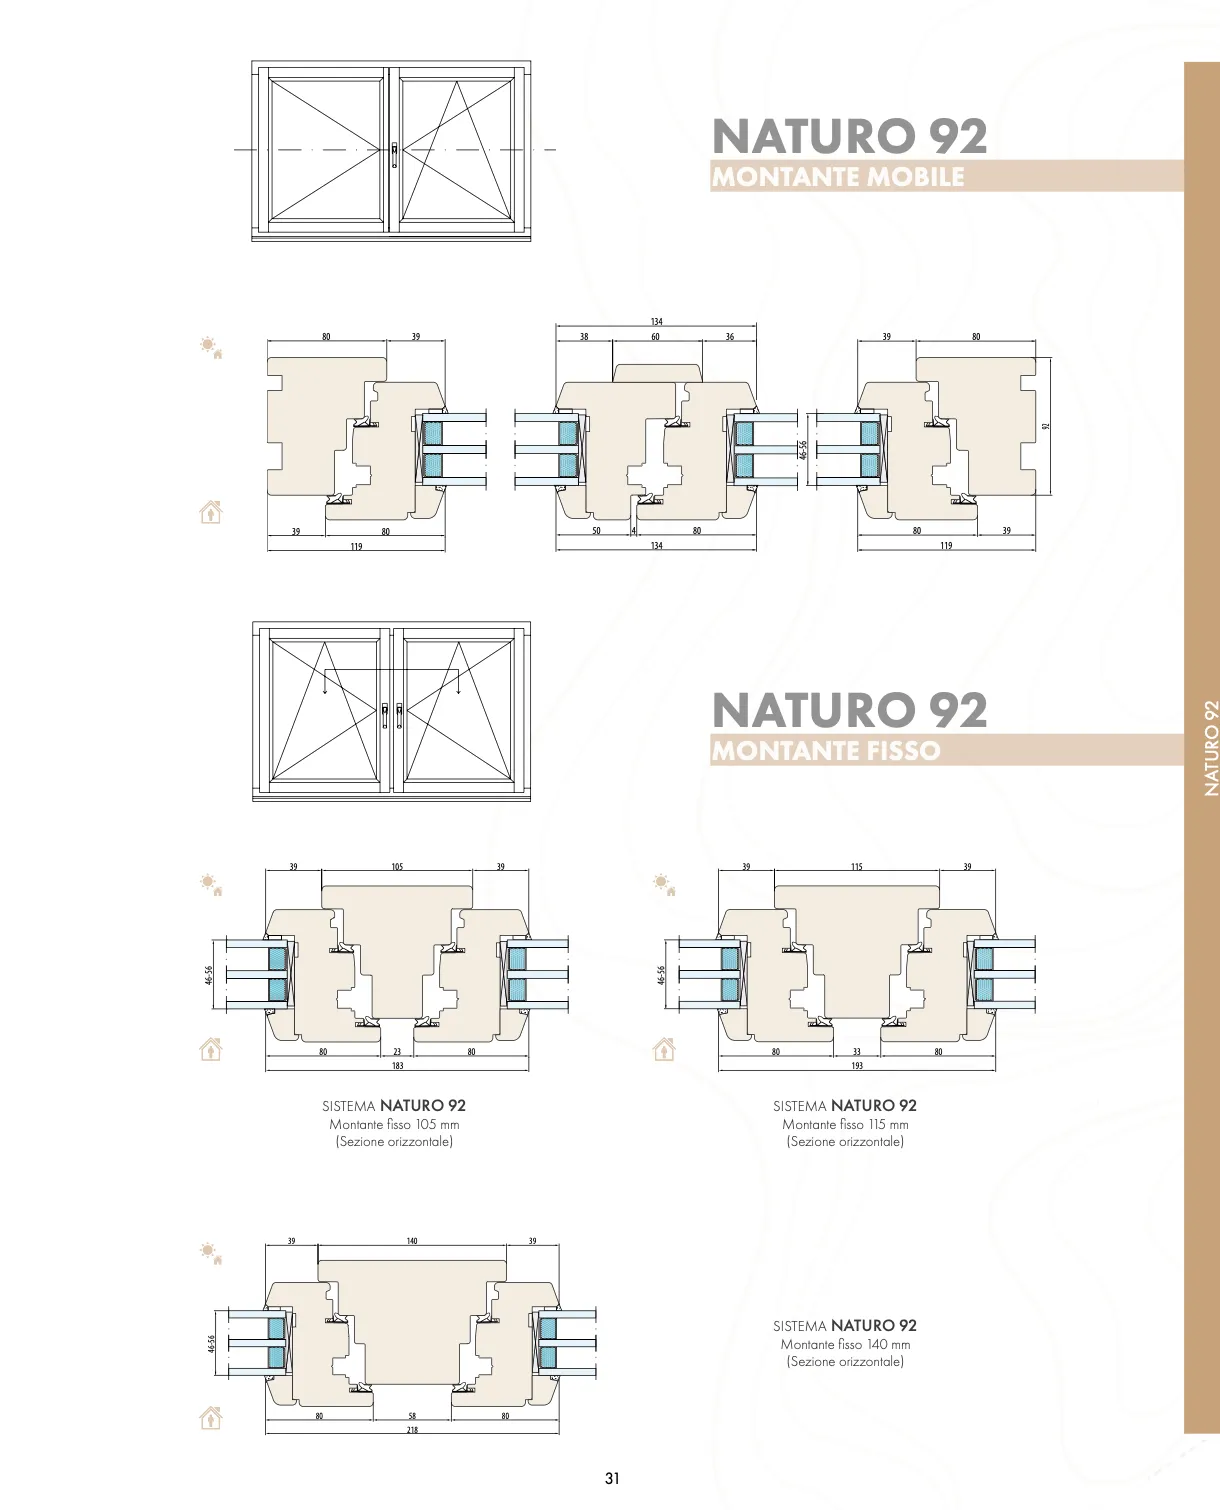 NATURO 92
MONTANTE MOBILE
134
80 39 38 60 36 39 80
46-56
92
39 80 50 4 80 80 39
119 134 119
NATURO 92
MONTANTE FISSO
NATURO 92
39 105 39
46-56
80 23 80
183
39 115 39
46-56
80 33 80
193
SISTEMA NATURO 92
Montante fisso 105 mm
(Sezione orizzontale)
SISTEMA NATURO 92
Montante fisso 115 mm
(Sezione orizzontale)
39 140 39
46-56
80 58 80
218
SISTEMA NATURO 92
Montante fisso 140 mm
(Sezione orizzontale)
31